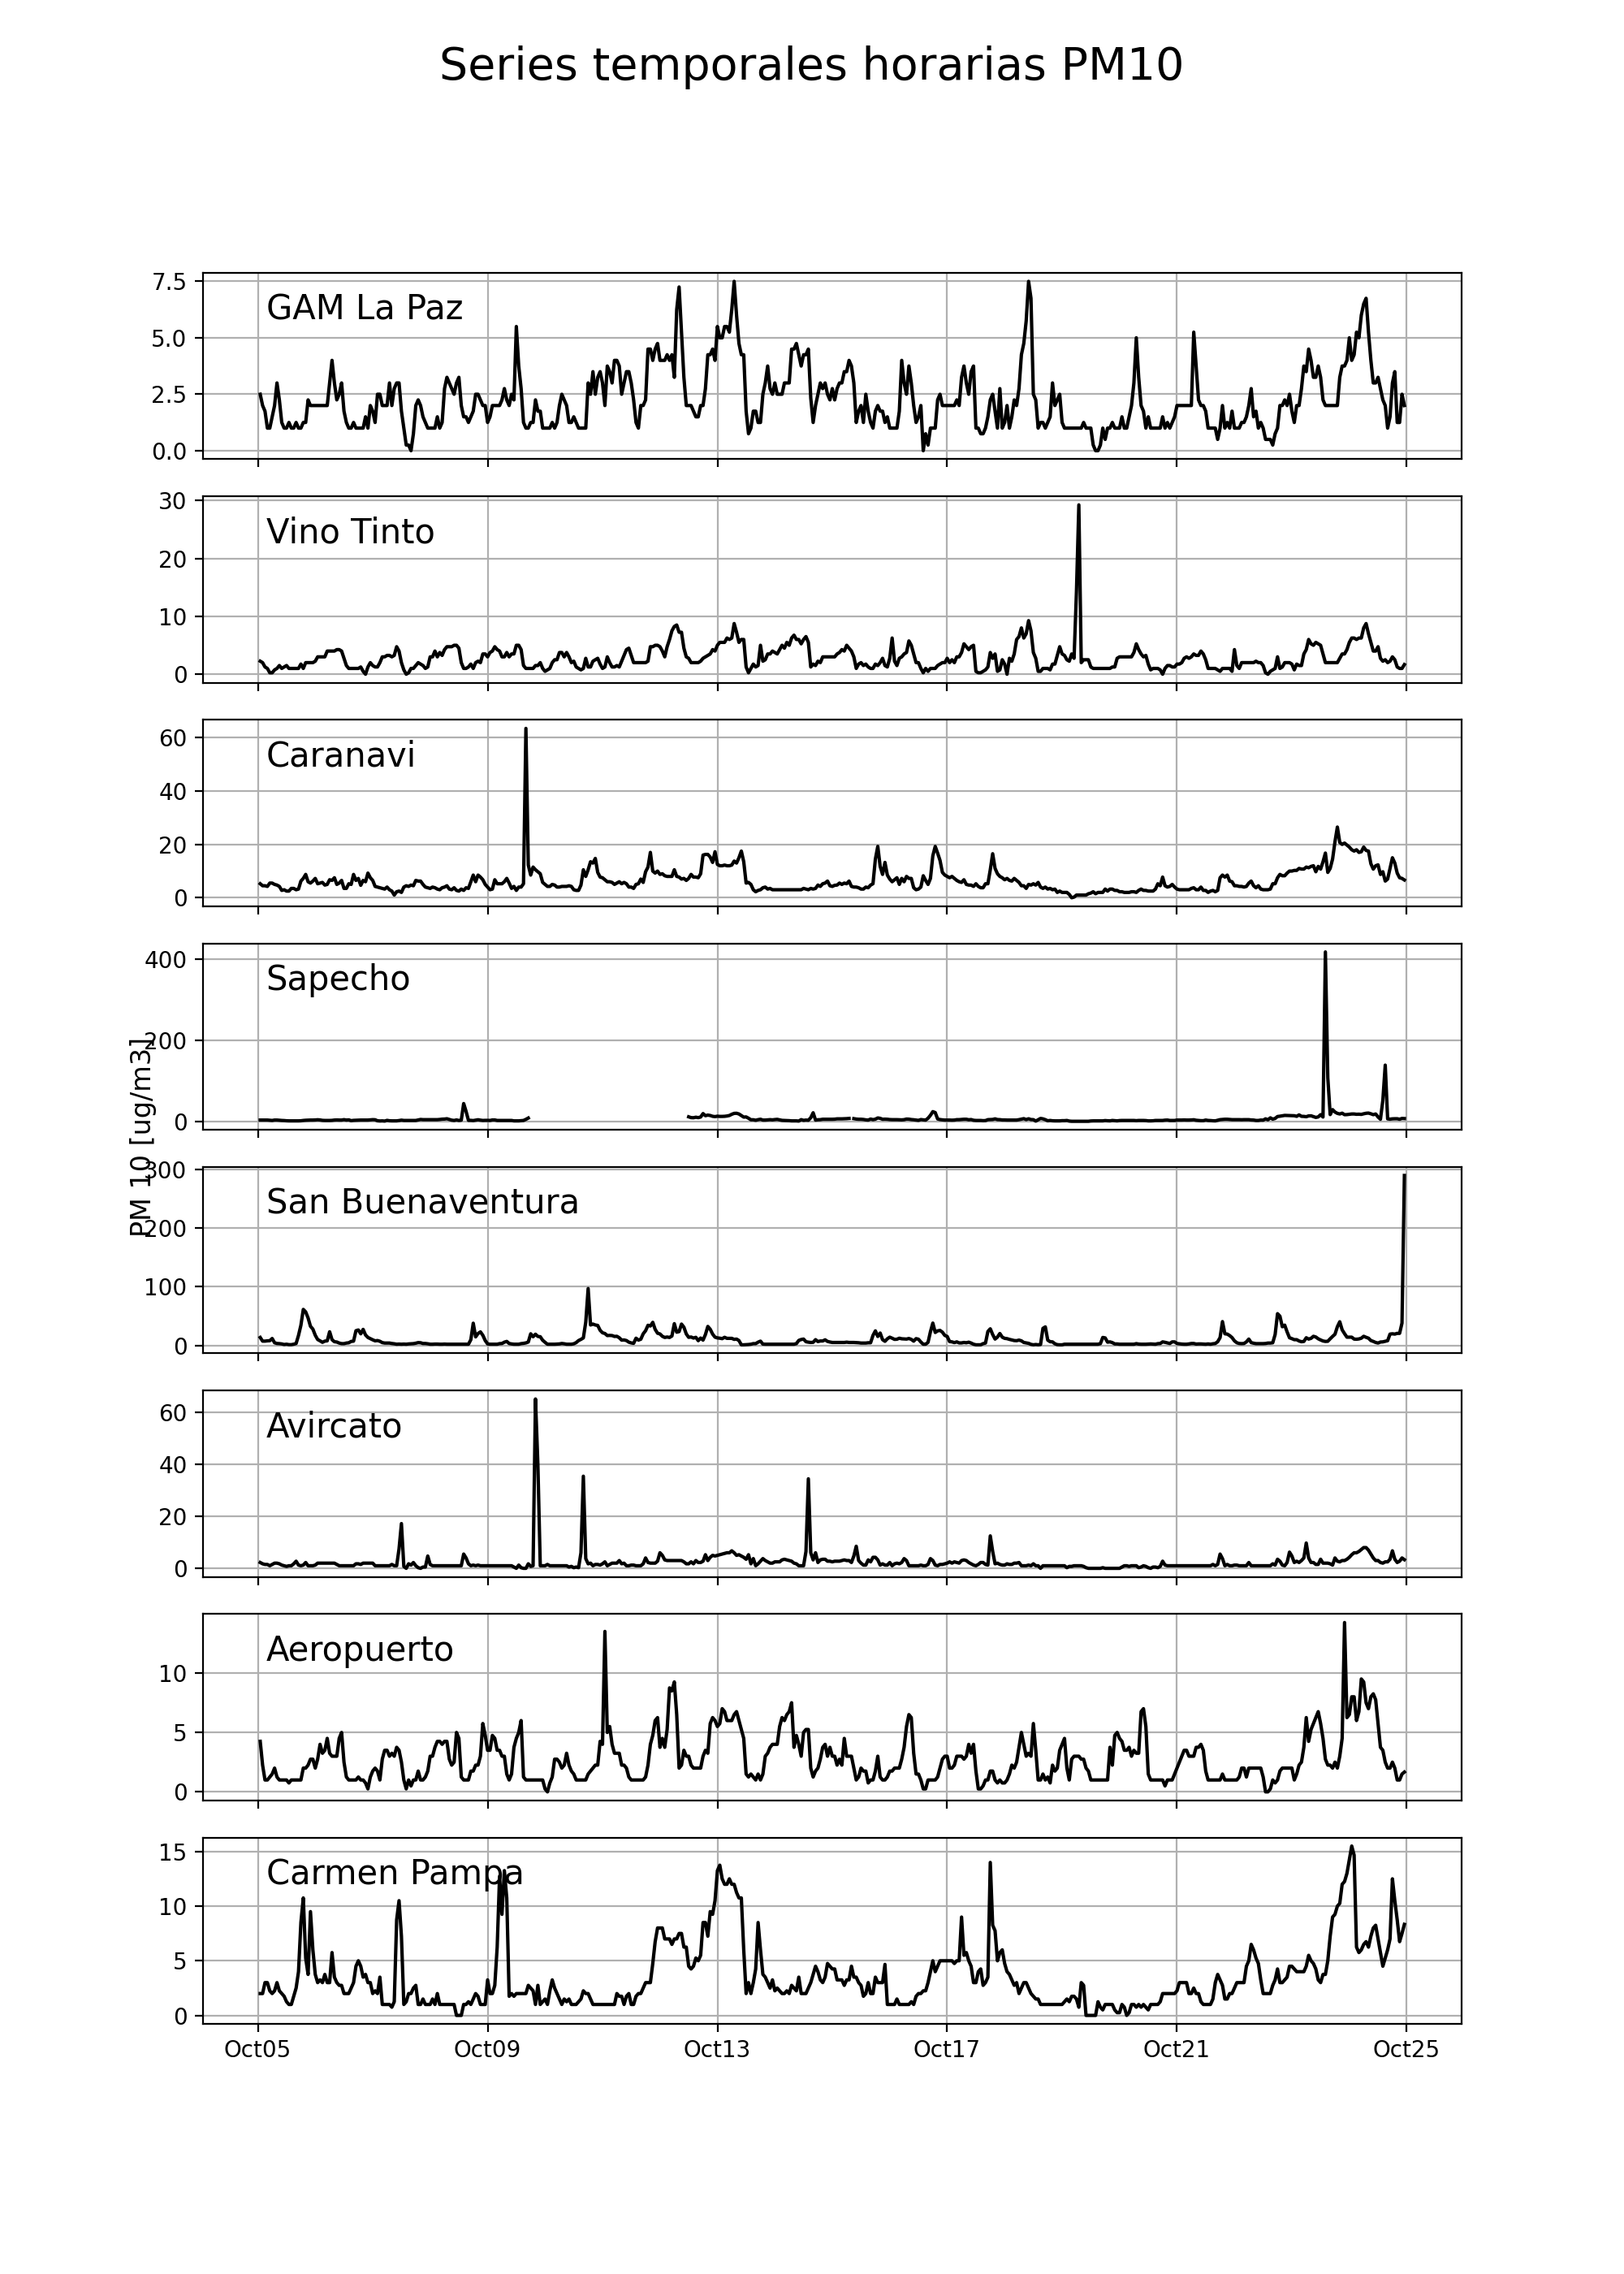 Series temporales horarias PM10
7.5
5.0
2.5
0.0
GAM La Paz
30
20
10
0
Vino Tinto
60
40
20
0
Caranavi
400
200
0
Sapecho
PM 10 [ug/m3]
300
200
100
0
San Buenaventura
60
40
20
0
Avircato
10
5
0
Aeropuerto
15
10
5
0
Carmen Pampa
Oct05 Oct09 Oct13 Oct17 Oct21 Oct25